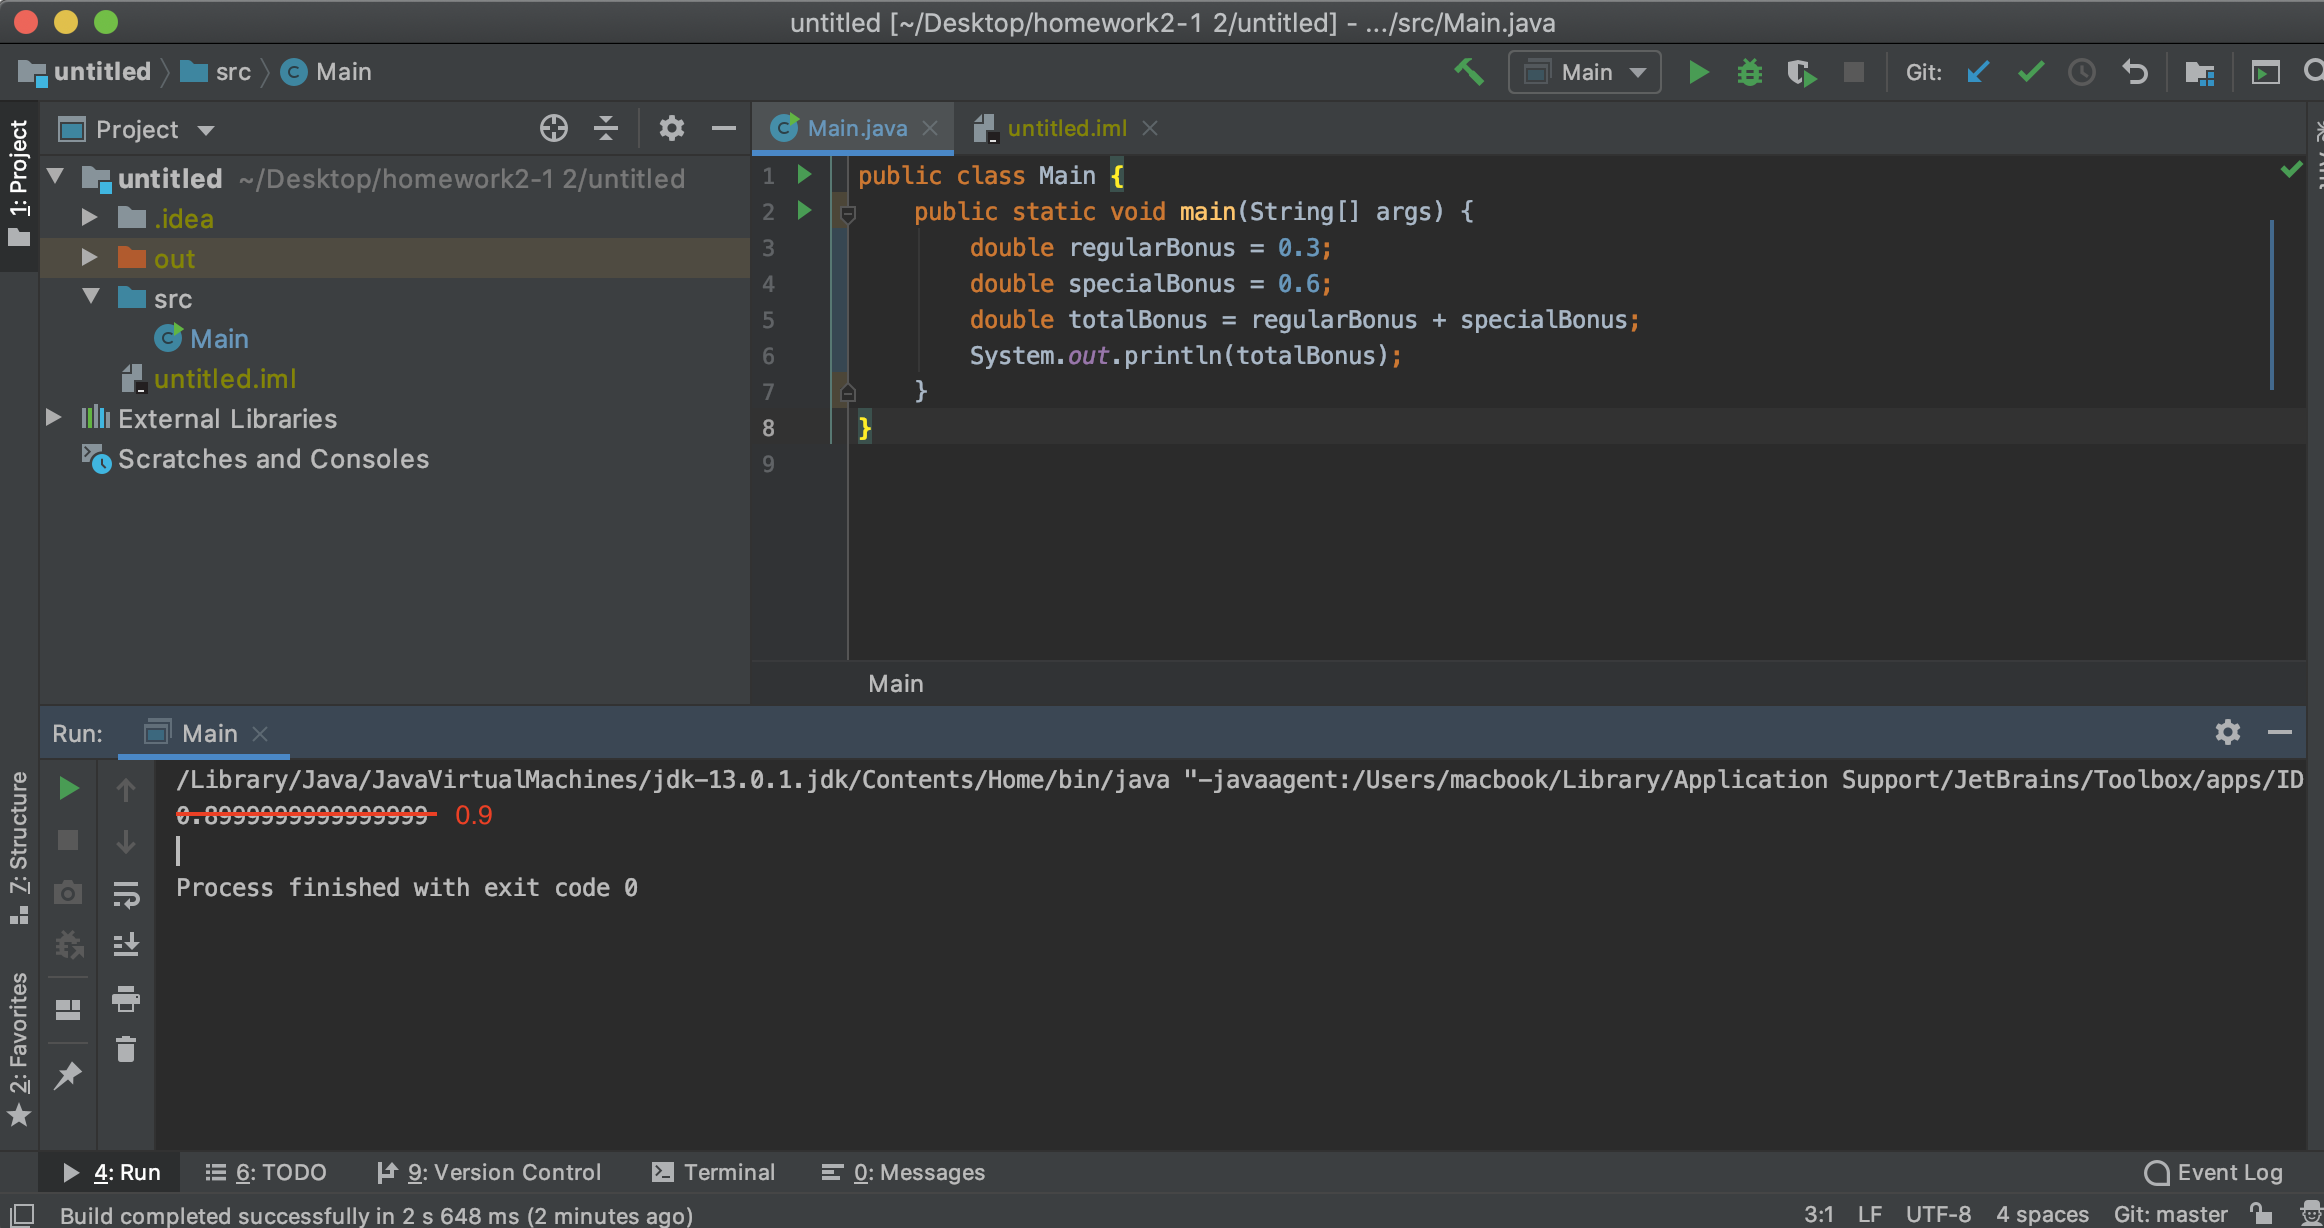 untitled [~/Desktop/homework2-1 2/untitled] - .../src/Main.java
untitled src Main
Main Git:
1: Project
Project
Main.java untitled.iml
untitled ~/Desktop/homework2-1 2/untitled
.idea
out
src
Main
untitled.iml
External Libraries
Scratches and Consoles
1 public class Main {
2 public static void main(String[] args) {
3 double regularBonus = 0.3;
4 double specialBonus = 0.6;
5 double totalBonus = regularBonus + specialBonus;
6 System.out.println(totalBonus);
7 }
8 }
9
Main
Run: Main
/Library/Java/JavaVirtualMachines/jdk-13.0.1.jdk/Contents/Home/bin/java "-javaagent:/Users/macbook/Library/Application Support/JetBrains/Toolbox/apps/ID
0.8999999999999999 0.9
Process finished with exit code 0
7: Structure
2: Favorites
4: Run 6: TODO 9: Version Control Terminal 0: Messages Event Log
Build completed successfully in 2 s 648 ms (2 minutes ago) 3:1 LF UTF-8 4 spaces Git: master